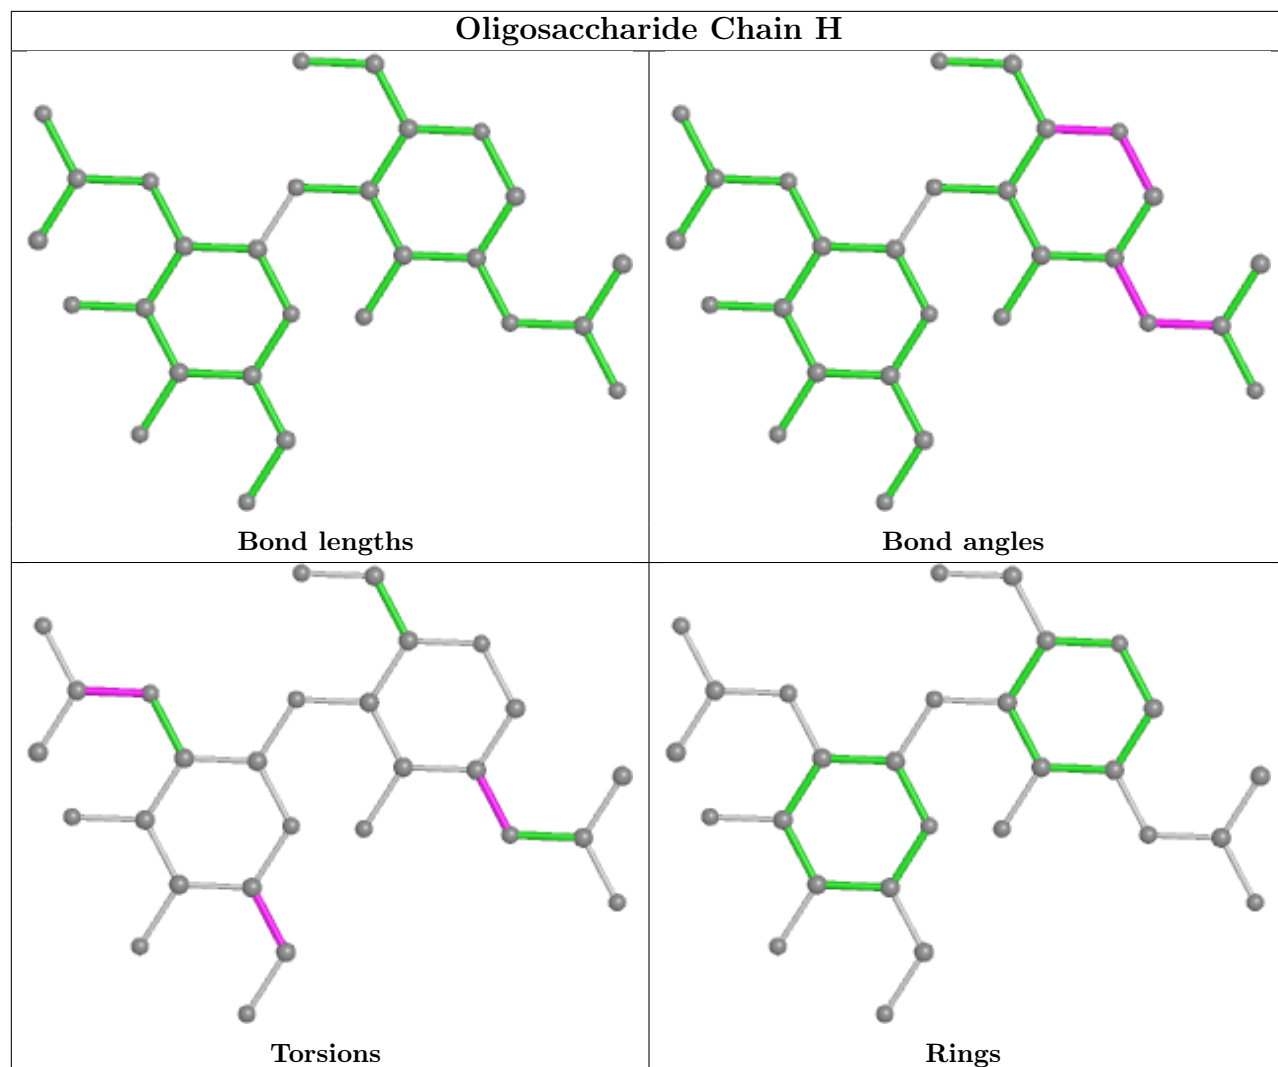 Oligosaccharide Chain H
Bond lengths
Bond angles
Torsions
Rings